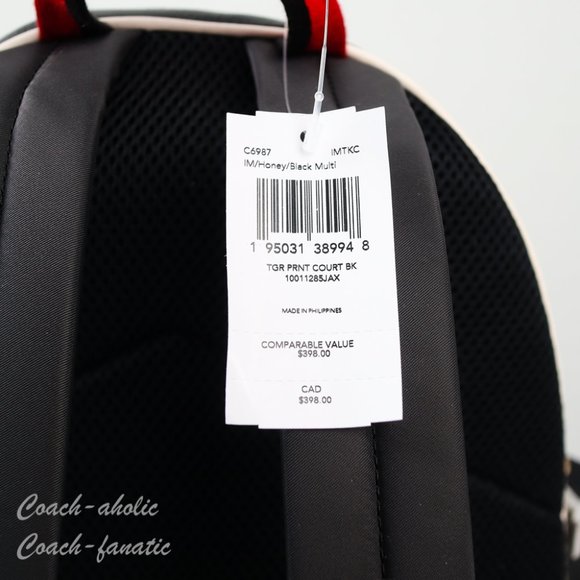 C6987 IMTKC
IM/Honey/Black Multi
1 95031 38994 8
TGR PRNT COURT BK
10011285JAX
MADE IN PHILIPPINES
COMPARABLE VALUE
$398.00
CAD
$398.00
Coach-aholic
Coach-fanatic